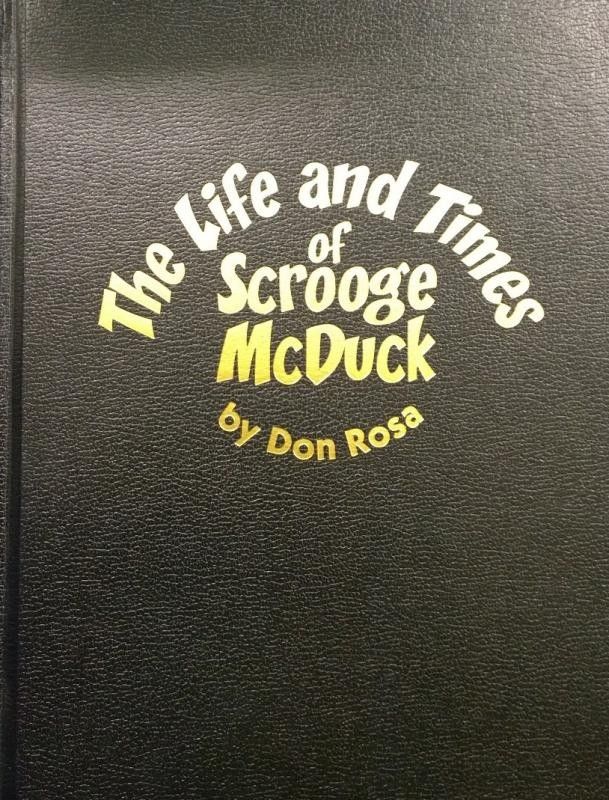 The Life and Times
of
Scrooge
McDuck
by Don Rosa